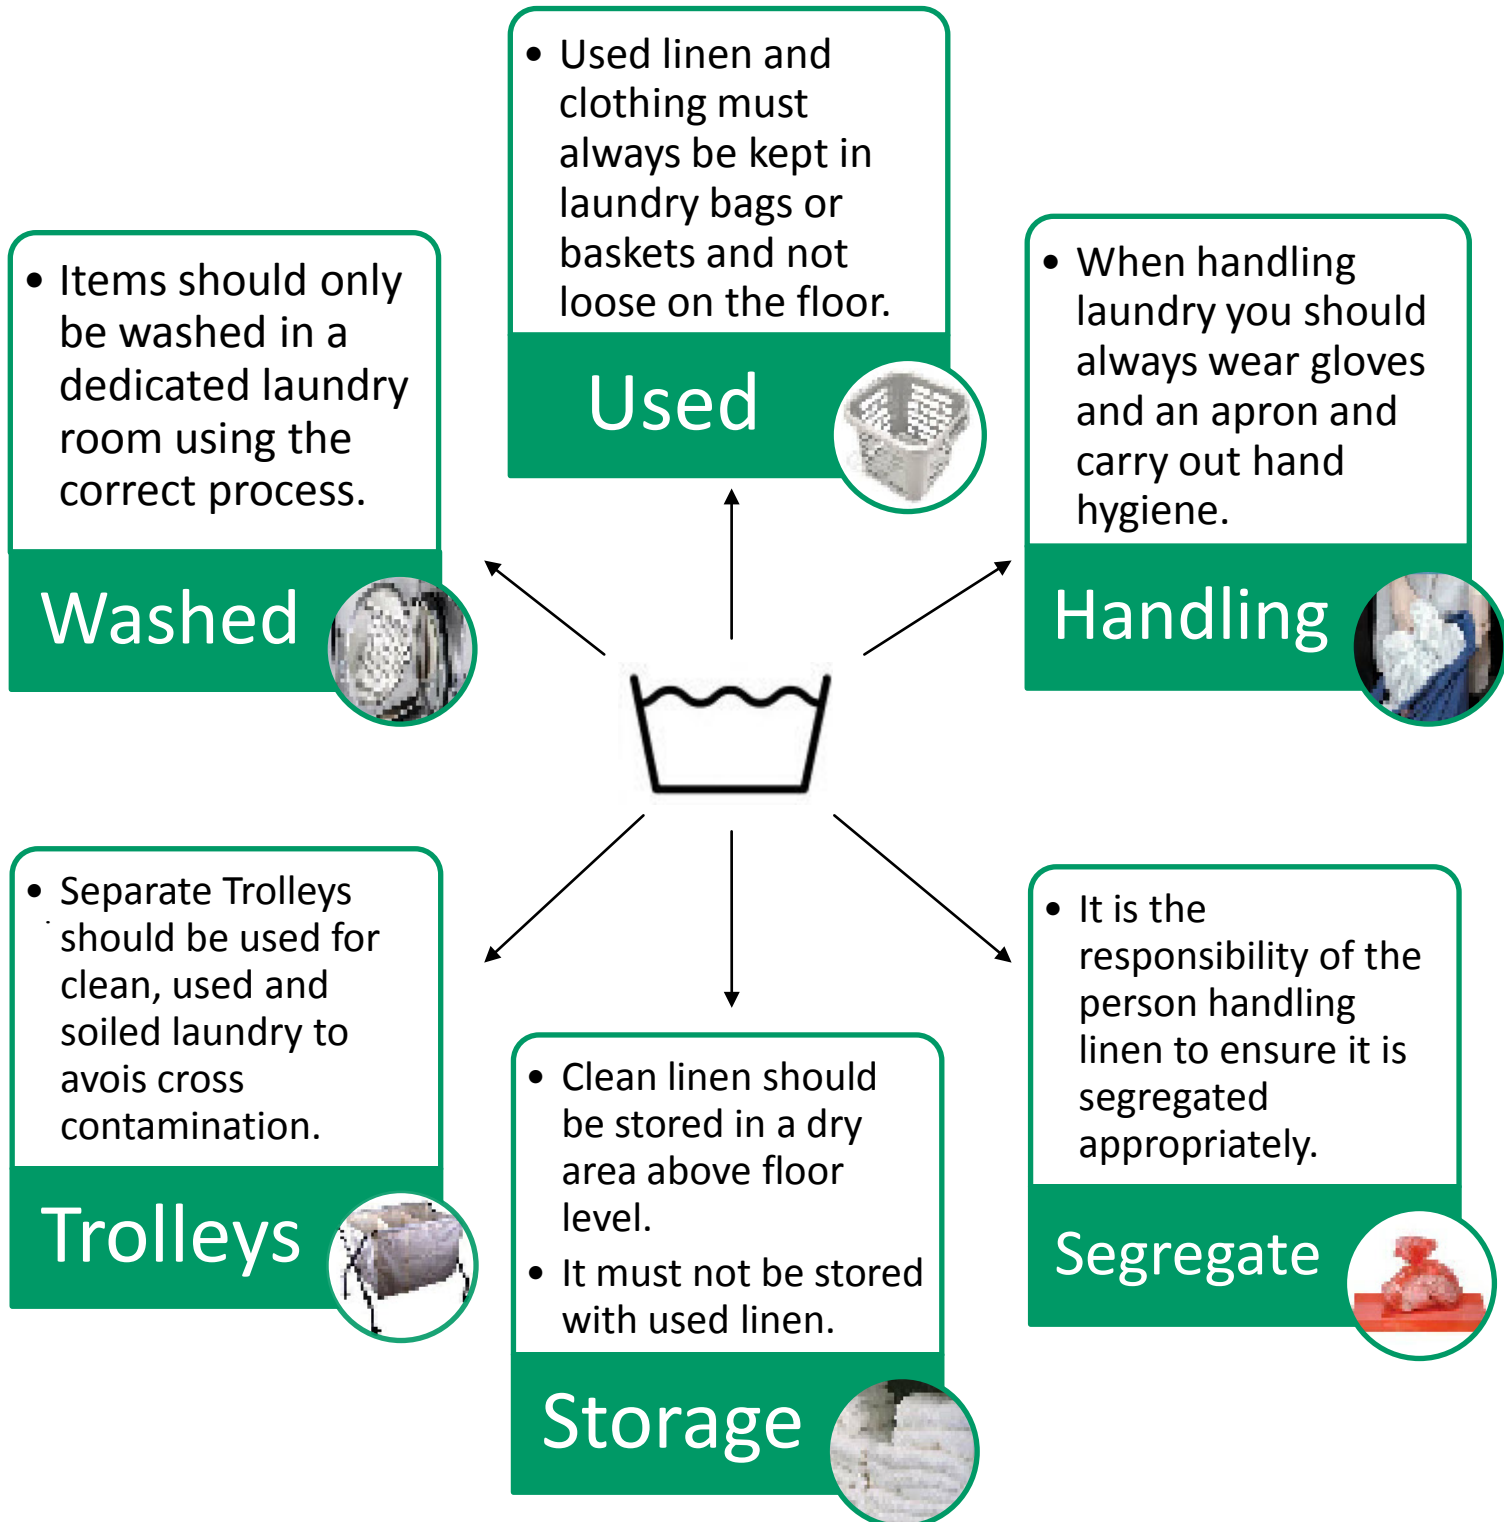 • Used linen and
clothing must
always be kept in
laundry bags or
baskets and not
loose on the floor.
Used
• Items should only
be washed in a
dedicated laundry
room using the
correct process.
Washed
• When handling
laundry you should
always wear gloves
and an apron and
carry out hand
hygiene.
Handling
• Separate Trolleys
should be used for
clean, used and
soiled laundry to
avois cross
contamination.
Trolleys
• Clean linen should
be stored in a dry
area above floor
level.
• It must not be stored
with used linen.
Storage
• It is the
responsibility of the
person handling
linen to ensure it is
segregated
appropriately.
Segregate